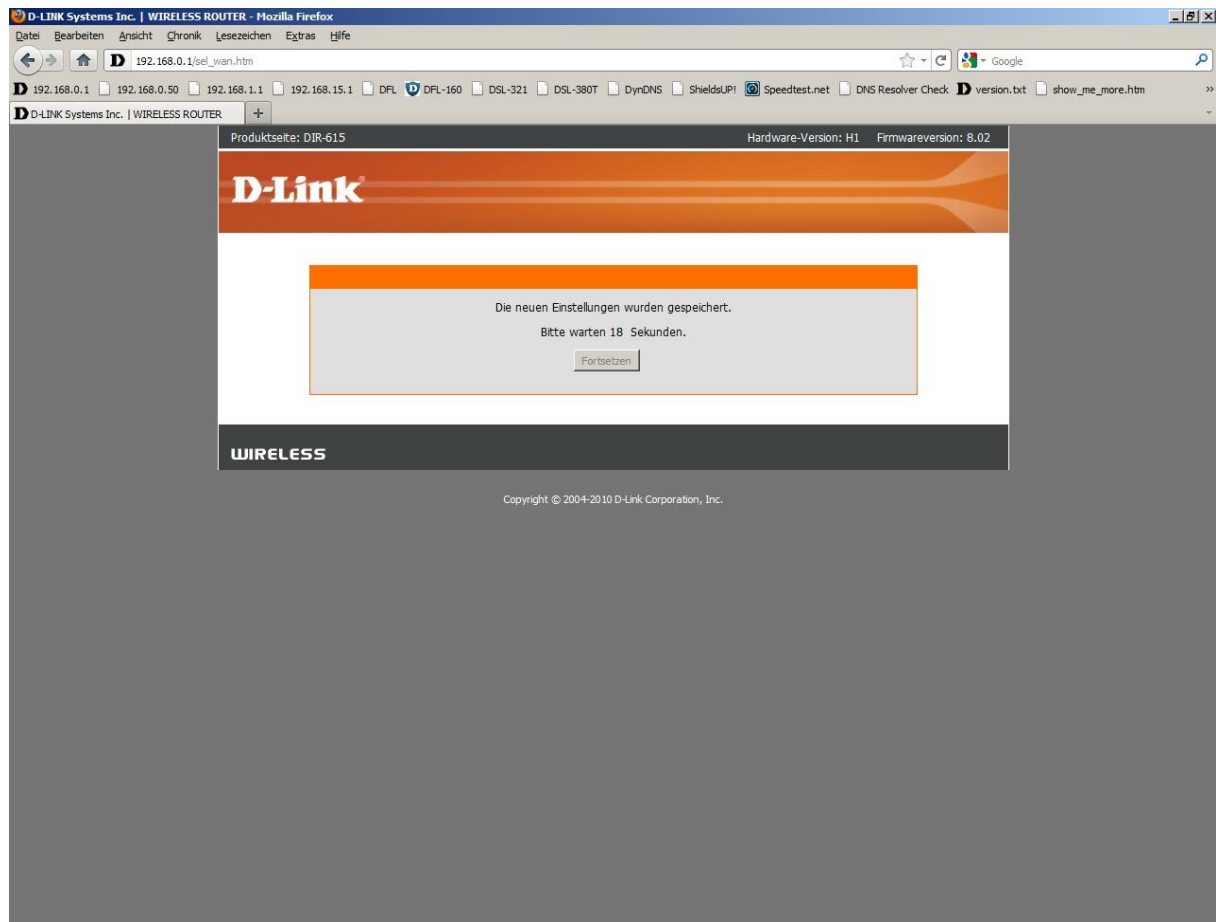 D-LINK Systems Inc. | WIRELESS ROUTER - Mozilla Firefox
Datei Bearbeiten Ansicht Chronik Lesezeichen Extras Hilfe
192.168.0.1/sel_wan.htm Google
192.168.0.1 192.168.0.50 192.168.1.1 192.168.15.1 DFL DFL-160 DSL-321 DSL-380T DynDNS ShieldsUP! Speedtest.net DNS Resolver Check version.txt show_me_more.htm »
D-LINK Systems Inc. | WIRELESS ROUTER +
Produktseite: DIR-615 Hardware-Version: H1 Firmwareversion: 8.02
D-Link
Die neuen Einstellungen wurden gespeichert.
Bitte warten 18 Sekunden.
Fortsetzen
WIRELESS
Copyright © 2004-2010 D-Link Corporation, Inc.